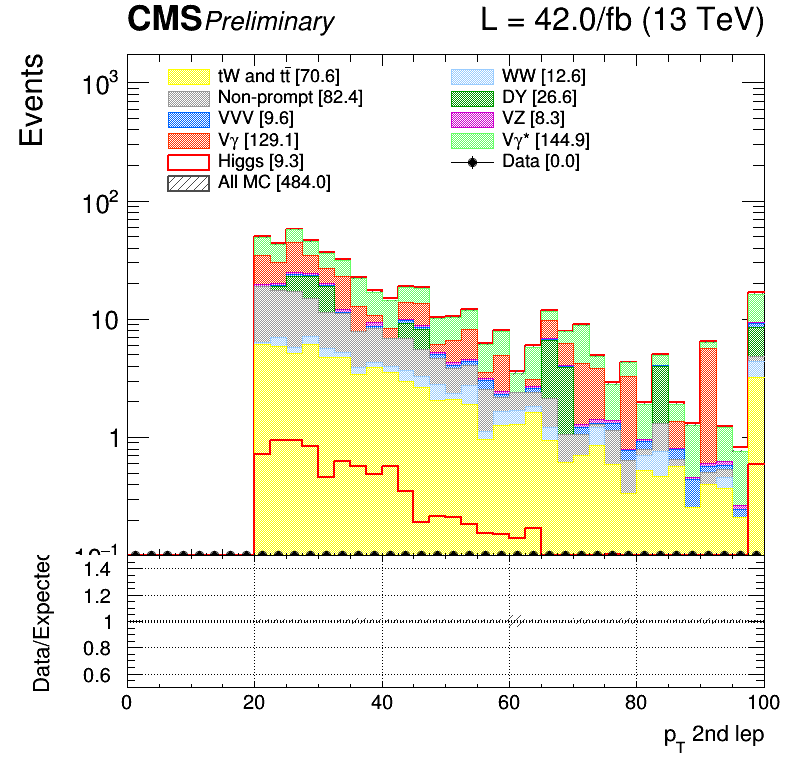 CMS Preliminary L = 42.0/fb (13 TeV)
Events
10³
10²
10
1
10⁻¹
tW and tt̄ [70.6]
Non-prompt [82.4]
VVV [9.6]
Vγ [129.1]
Higgs [9.3]
All MC [484.0]
WW [12.6]
DY [26.6]
VZ [8.3]
Vγ* [144.9]
Data [0.0]
Data/Expected
1.4
1.2
1
0.8
0.6
0 20 40 60 80 100
p_T 2nd lep